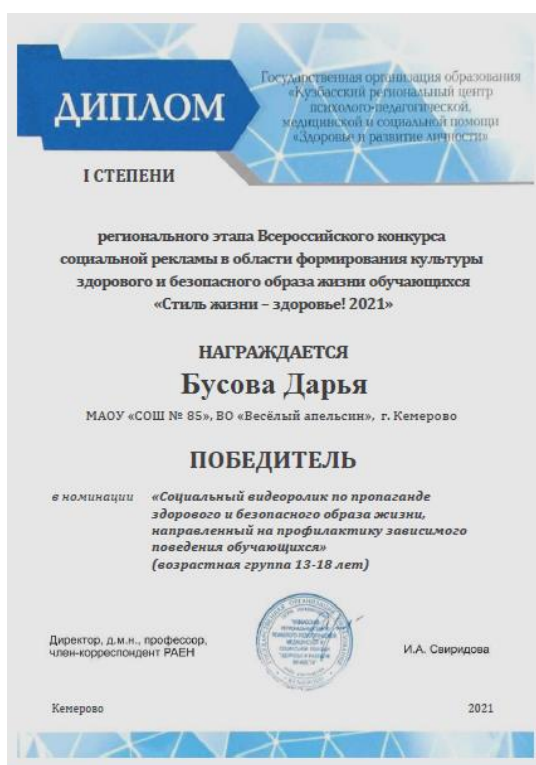 ДИПЛОМ
I СТЕПЕНИ
Государственная организация образования
«Кузбасский региональный центр
психолого-педагогической,
медицинской и социальной помощи
«Здоровье и развитие личности»
регионального этапа Всероссийского конкурса
социальной рекламы в области формирования культуры
здорового и безопасного образа жизни обучающихся
«Стиль жизни – здоровье! 2021»
НАГРАЖДАЕТСЯ
Бусова Дарья
МАОУ «СОШ № 85», ВО «Весёлый апельсин», г. Кемерово
ПОБЕДИТЕЛЬ
в номинации «Социальный видеоролик по пропаганде
здорового и безопасного образа жизни,
направленный на профилактику зависимого
поведения обучающихся»
(возрастная группа 13-18 лет)
Директор, д.м.н., профессор,
член-корреспондент РАЕН
И.А. Свиридова
Кемерово 2021